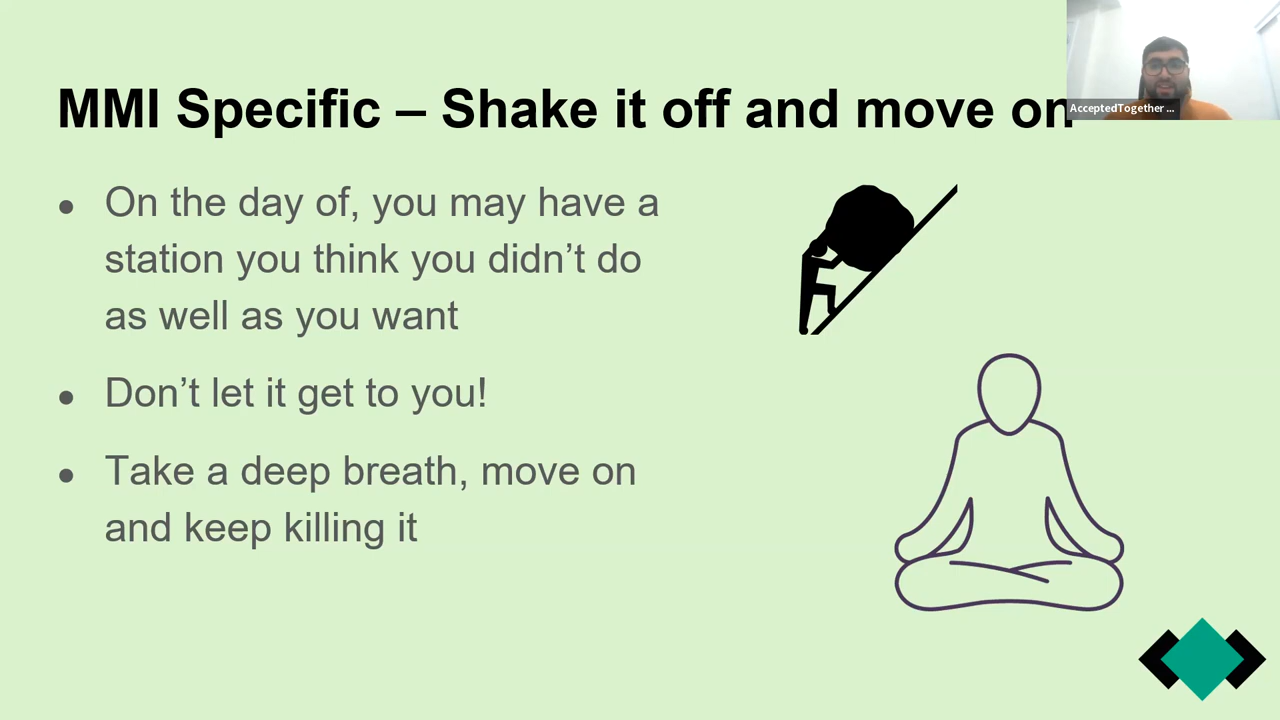 MMI Specific – Shake it off and move on
AcceptedTogether ...
● On the day of, you may have a
station you think you didn’t do
as well as you want
● Don’t let it get to you!
● Take a deep breath, move on
and keep killing it